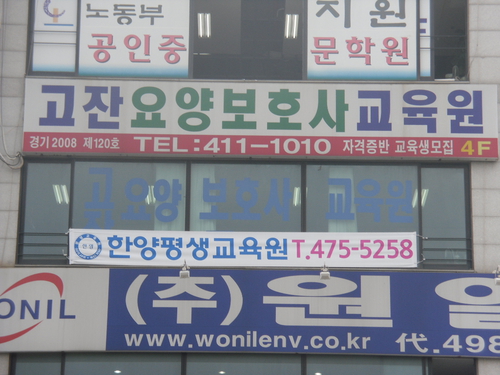 노동부 지원
공인중 문학원
고잔요양보호사교육원
경기2008 제120호 TEL:411-1010 자격증반 교육생모집 4F
고잔요양 보호사 교육원
한양평생교육원 T.475-5258
WONIL (주)원일
www.wonilenv.co.kr 代.498